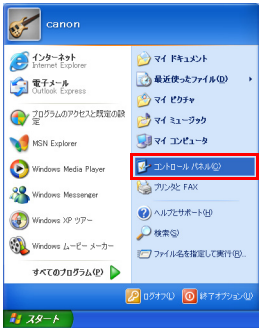 canon
インターネット
Internet Explorer
電子メール
Outlook Express
プログラムのアクセスと既定の設
定
MSN Explorer
Windows Media Player
Windows Messenger
Windows XP ツアー
Windows ムービー メーカー
すべてのプログラム(P)
マイ ドキュメント
最近使ったファイル(D)
マイ ピクチャ
マイ ミュージック
マイ コンピュータ
コントロール パネル(C)
プリンタと FAX
ヘルプとサポート(H)
検索(S)
ファイル名を指定して実行(R)...
ログオフ(L)
終了オプション(U)
スタート